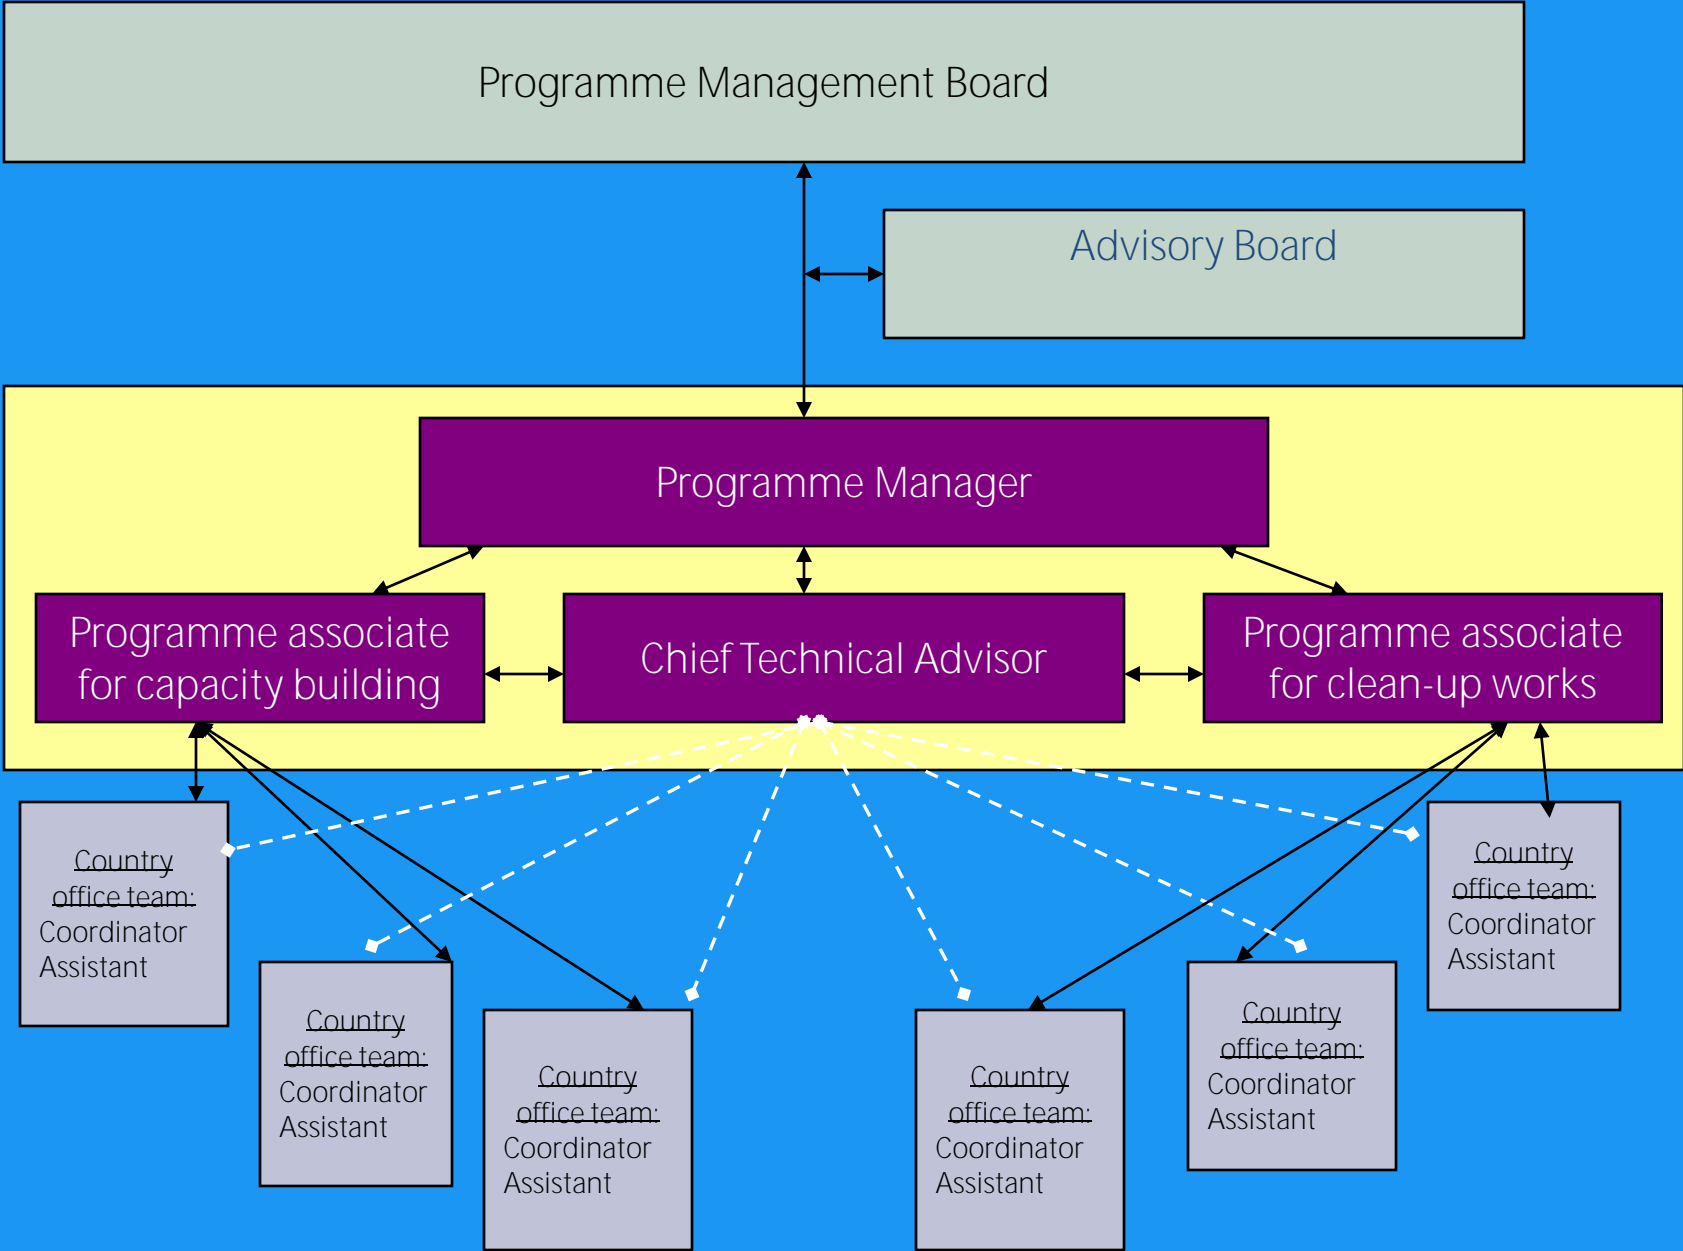 Programme Management Board
Advisory Board
Programme Manager
Programme associate
for capacity building
Chief Technical Advisor
Programme associate
for clean-up works
Country
office team:
Coordinator
Assistant
Country
office team:
Coordinator
Assistant
Country
office team:
Coordinator
Assistant
Country
office team:
Coordinator
Assistant
Country
office team:
Coordinator
Assistant
Country
office team:
Coordinator
Assistant